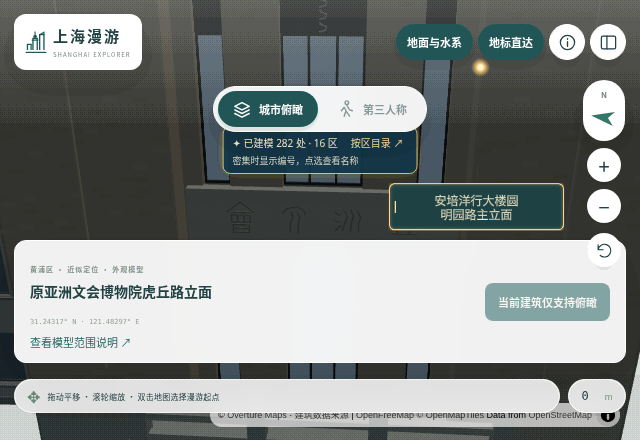 上海漫游
SHANGHAI EXPLORER
地面与水系
地标直达
N
城市俯瞰
第三人称
✦ 已建模 282 处 · 16 区 按区目录 ↗
密集时显示编号，点选查看名称
安培洋行大楼圆
明园路主立面
會
洲
黄浦区 · 近似定位 · 外观模型
原亚洲文会博物院虎丘路立面
31.24317° N · 121.48297° E
查看模型范围说明 ↗
当前建筑仅支持俯瞰
拖动平移 · 滚轮缩放 · 双击地图选择漫游起点
0 m
© Overture Maps · 建筑数据来源 | OpenFreeMap © OpenMapTiles Data from OpenStreetMap